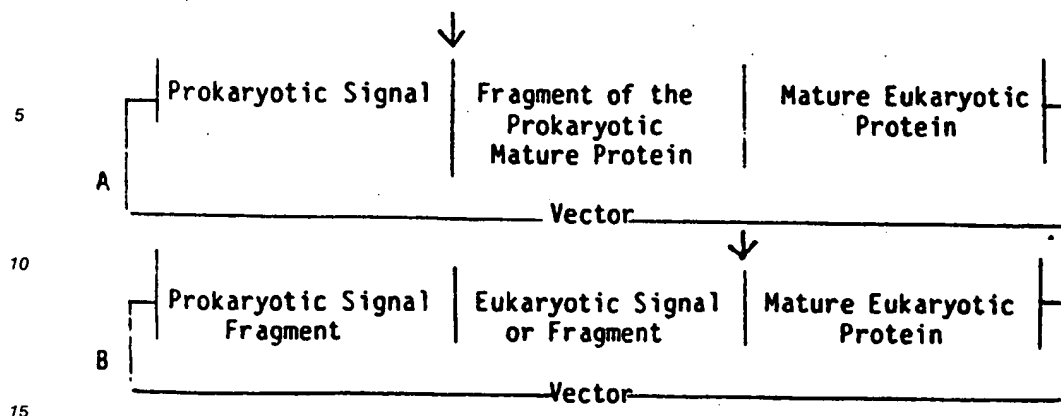 Prokaryotic Signal Fragment of the Mature Eukaryotic
5 Prokaryotic Protein
Mature Protein
A
Vector
10
Prokaryotic Signal Eukaryotic Signal Mature Eukaryotic
Fragment or Fragment Protein
B
Vector
15